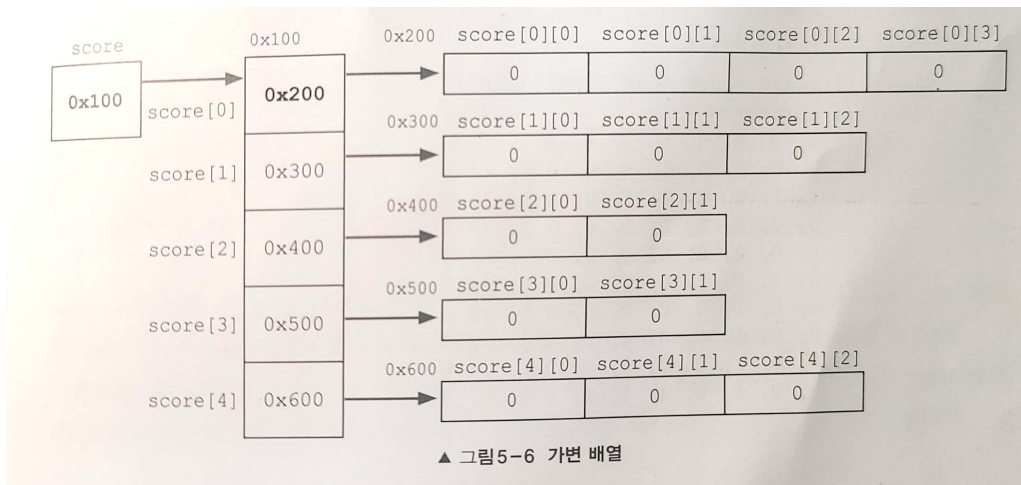 score 0x100 0x200 score[0][0] score[0][1] score[0][2] score[0][3]
0x100 score[0] 0x200 0 0 0 0
0x300 score[1][0] score[1][1] score[1][2]
score[1] 0x300 0 0 0
0x400 score[2][0] score[2][1]
score[2] 0x400 0 0
0x500 score[3][0] score[3][1]
score[3] 0x500 0 0
0x600 score[4][0] score[4][1] score[4][2]
score[4] 0x600 0 0 0
▲ 그림5-6 가변 배열